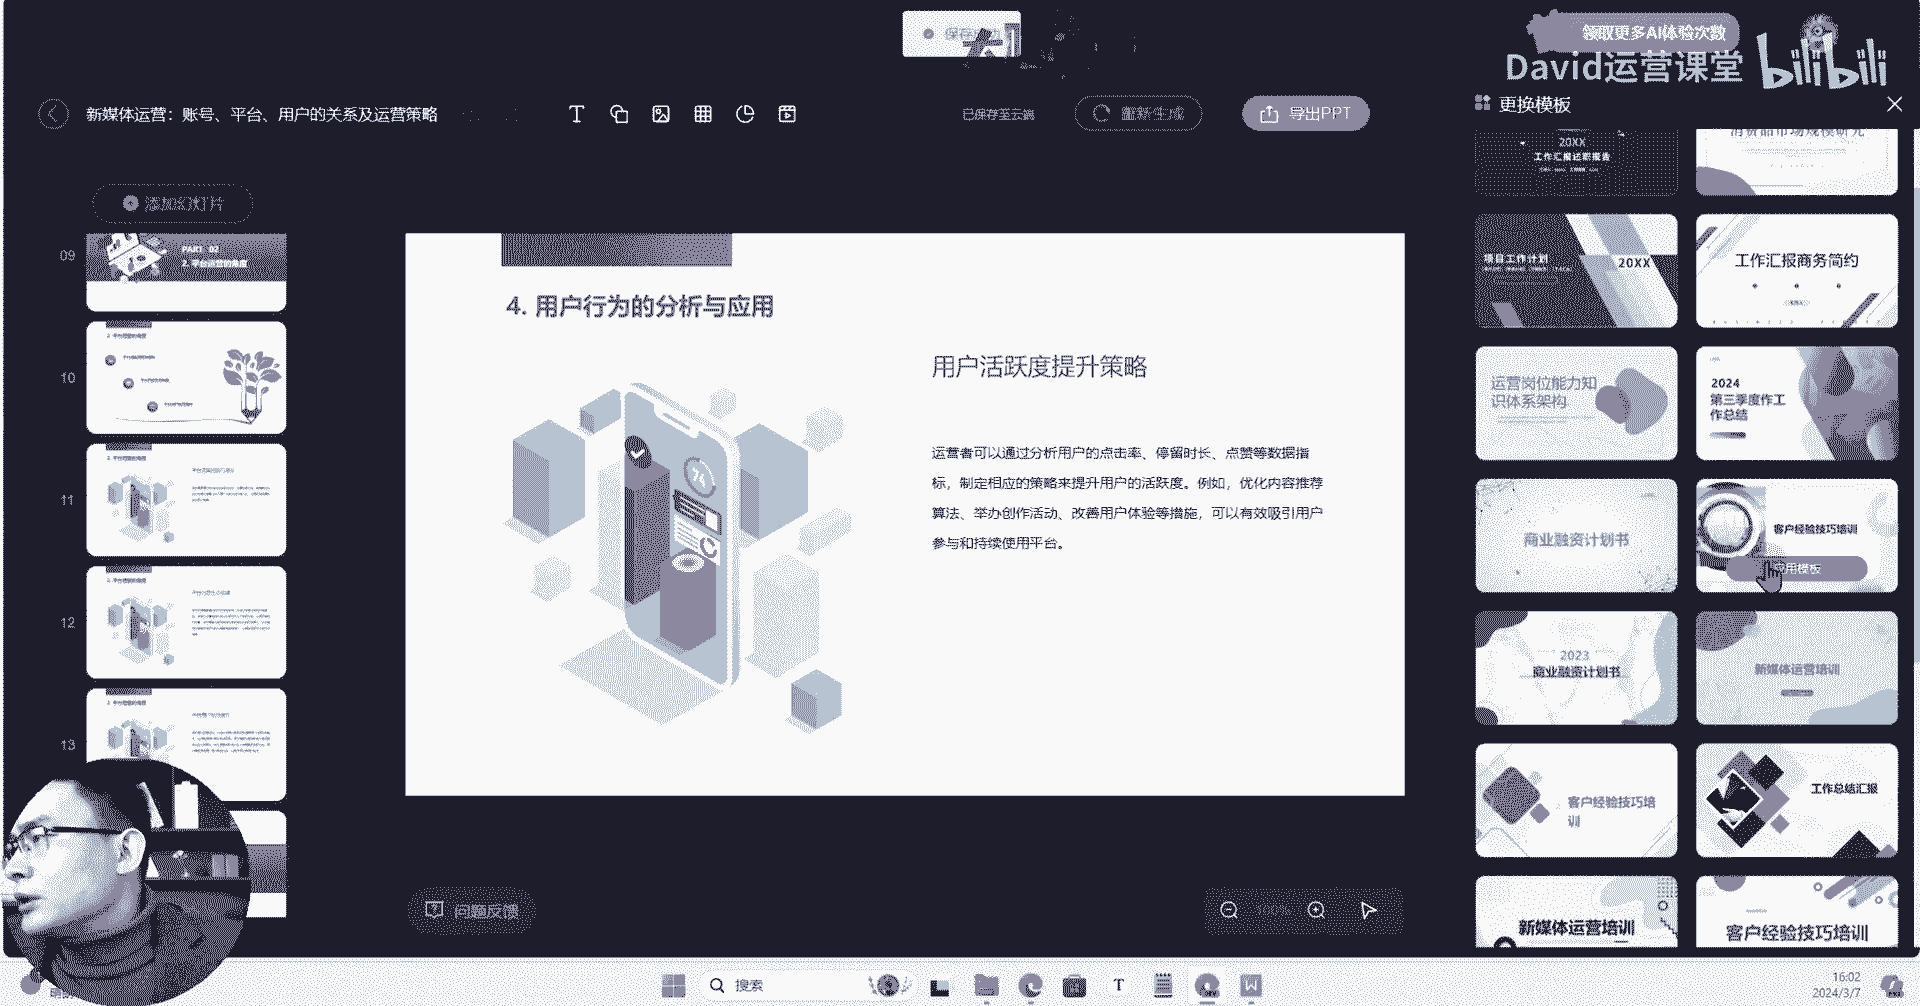 领取更多AI体验次数
David运营课堂
bilibili
新媒体运营：账号、平台、用户的关系及运营策略
已保存至云端
重新生成
导出PPT
更换模板
添加幻灯片
09
PART 02
2. 平台运营的角度
10
11
12
13
4. 用户行为的分析与应用
用户活跃度提升策略
运营者可以通过分析用户的点击率、停留时长、点赞等数据指
标，制定相应的策略来提升用户的活跃度。例如，优化内容推荐
算法、举办创作活动、改善用户体验等措施，可以有效吸引用户
参与和持续使用平台。
74
20XX
工作汇报述职报告
消费品市场规模研究
项目工作计划
20XX
工作汇报商务简约
运营岗位能力知
识体系架构
2024
第三季度作工
作总结
商业融资计划书
客户经验技巧培训
应用模板
2023
商业融资计划书
新媒体运营培训
客户经验技巧培
训
工作总结汇报
新媒体运营培训
客户经验技巧培训
问题反馈
搜索
16:02
2024/3/7